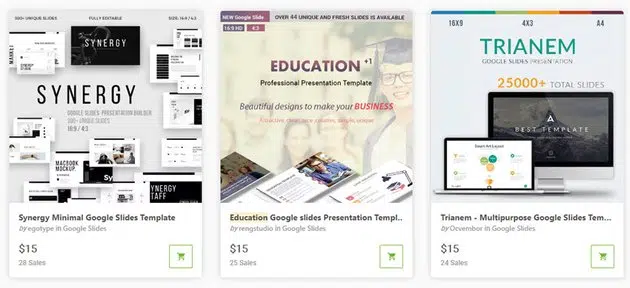 300+ UNIQUE SLIDES
FULLY EDITABLE
SIZE: 16:9 / 4:3
SYNERGY
SYNERGY
GOOGLE SLIDES PRESENTATION BUILDER
300+ UNIQUE SLIDES
16:9 / 4:3
MACBOOK
MOCKUP.
SYNERGY
TAFF
Synergy Minimal Google Slides Template
by egotype in Google Slides
$15
28 Sales
NEW Google Slide
OVER 44 UNIQUE AND FRESH SLIDES IS AVAILABLE
16:9 HD
4:3
EDUCATION +1
Professional Presentation Template
Beautiful designs to make your BUSINESS
Education Google slides Presentation Templ..
by rengstudio in Google Slides
$15
25 Sales
16X9
4X3
A4
TRIANEM
GOOGLE SLIDES PRESENTATION
25000+ TOTAL SLIDES
A
BEST TEMPLATE
Smart Art Layout
Trianem - Multipurpose Google Slides Tem...
by Ocvembor in Google Slides
$15
24 Sales